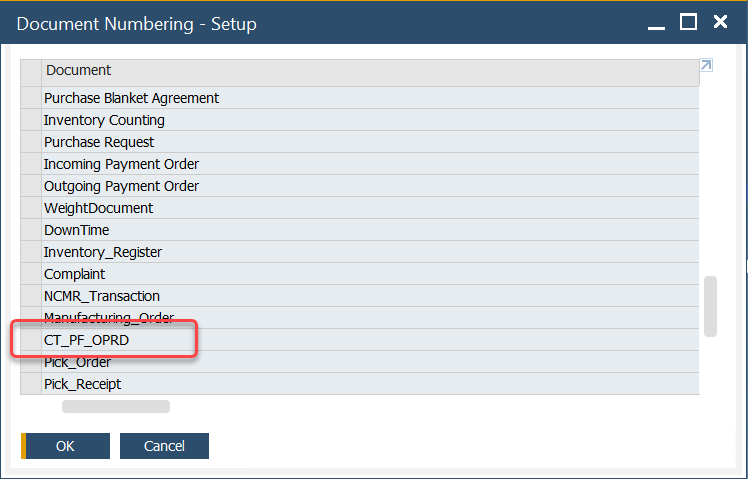 Document Numbering - Setup
Document
Purchase Blanket Agreement
Inventory Counting
Purchase Request
Incoming Payment Order
Outgoing Payment Order
WeightDocument
DownTime
Inventory_Register
Complaint
NCMR_Transaction
Manufacturing_Order
CT_PF_OPRD
Pick_Order
Pick_Receipt
OK Cancel